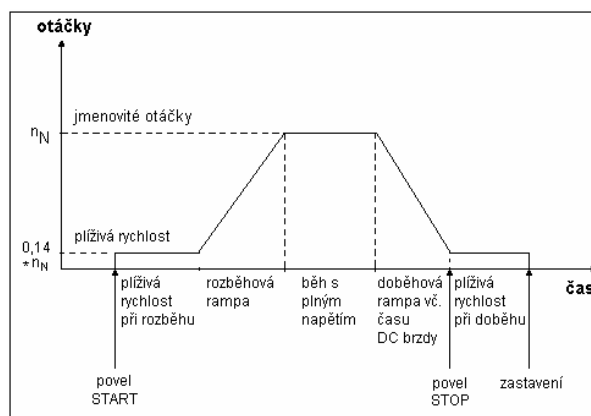 otáčky
jmenovité otáčky
n_N
plíživá rychlost
0,14
*n_N
plíživá
rychlost
při rozběhu
rozběhová
rampa
běh s
plným
napětím
doběhová
rampa vč.
času
DC brzdy
plíživá
rychlost
při doběhu
čas
povel
START
povel
STOP
zastavení